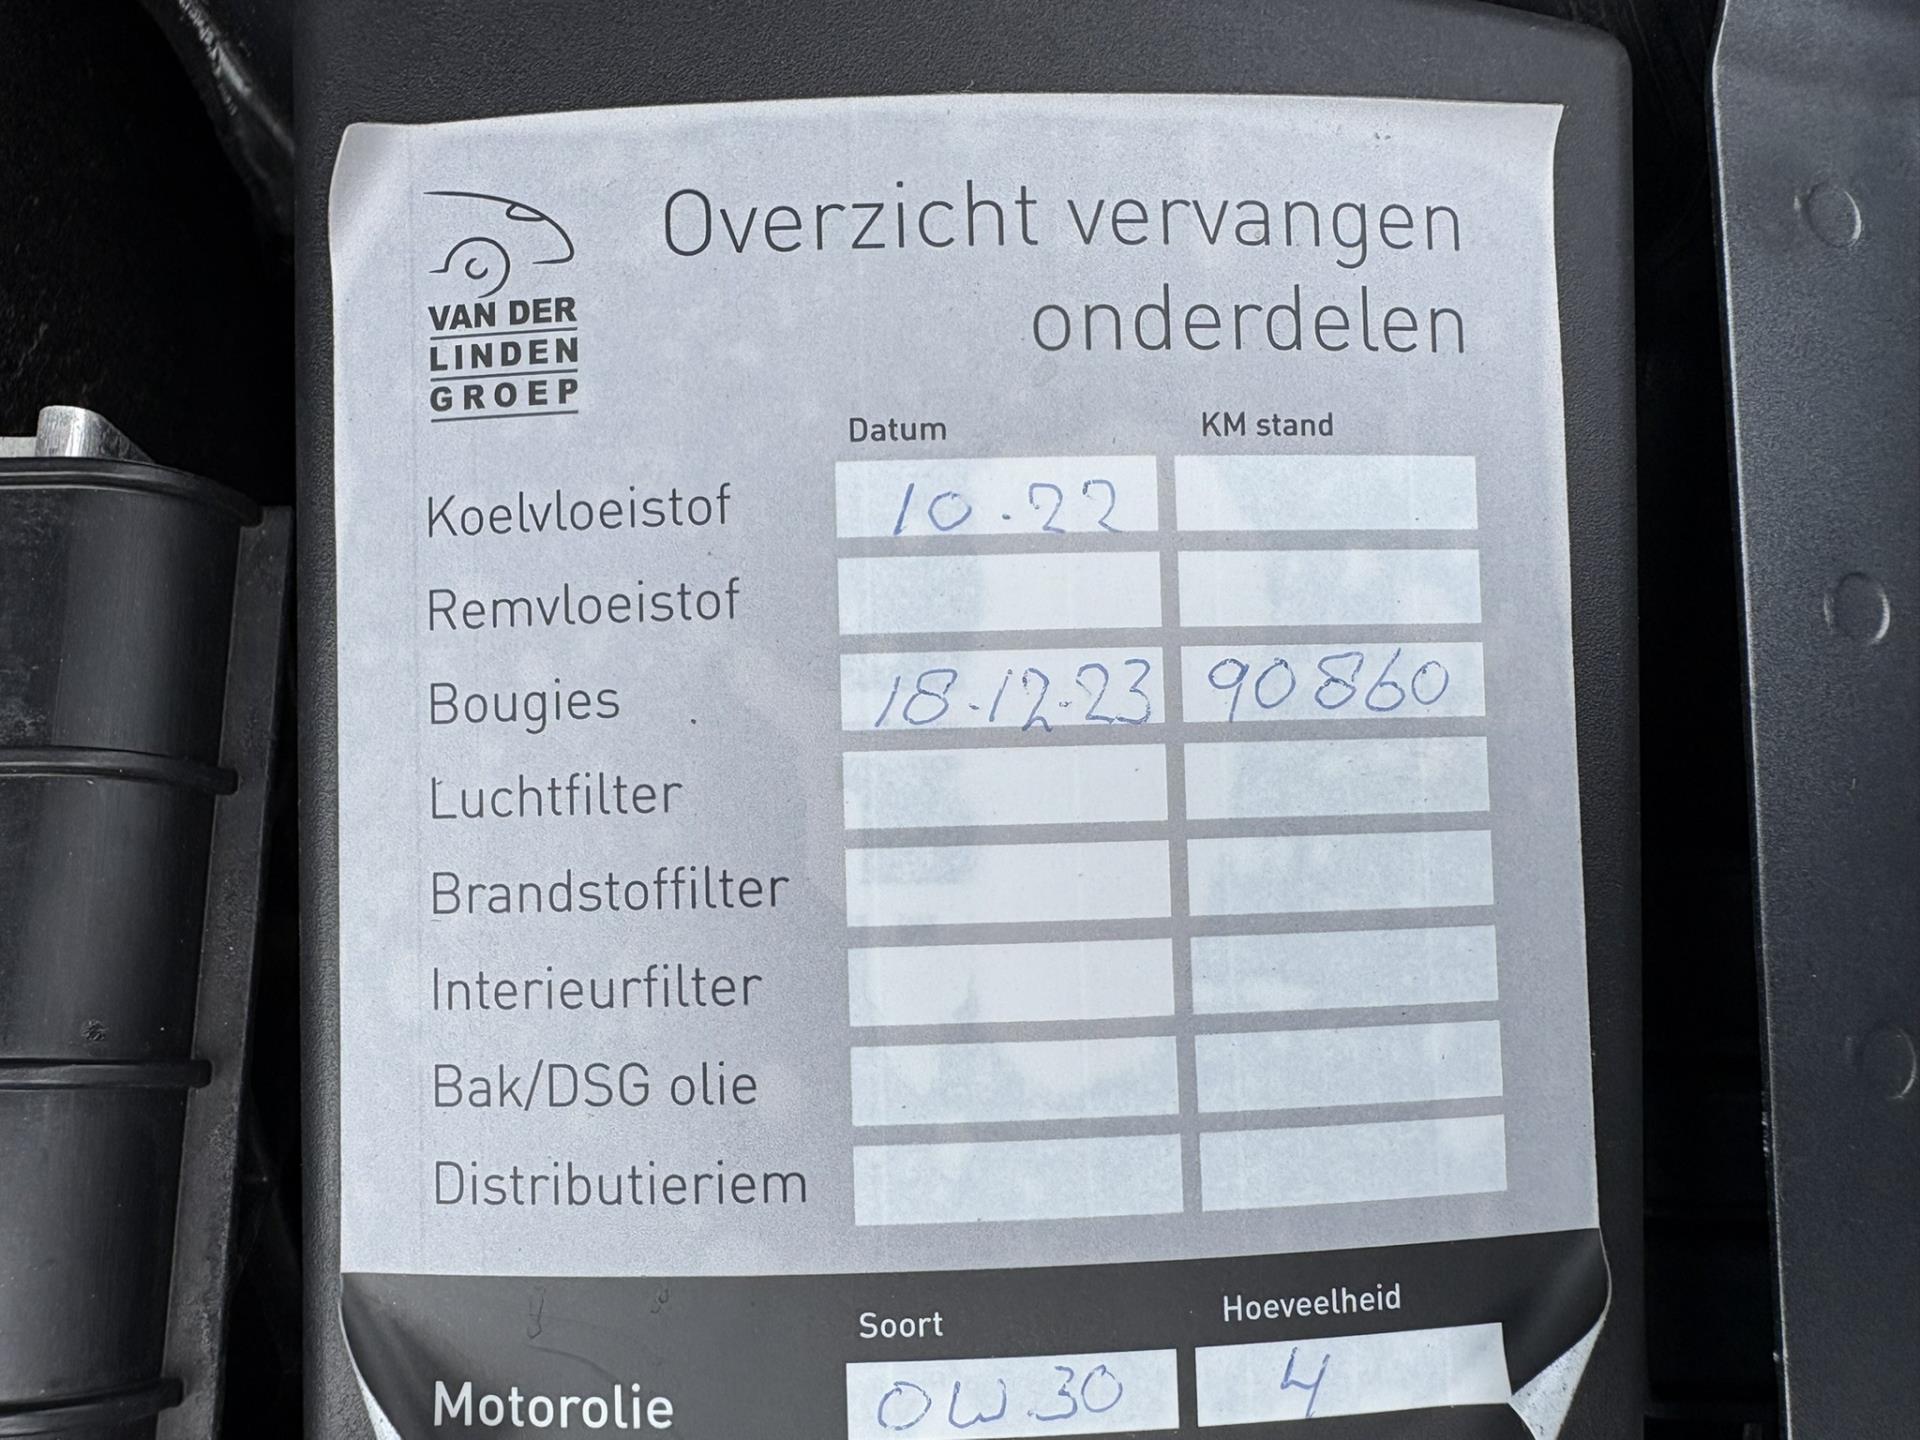 Overzicht vervangen
onderdelen
VAN DER
LINDEN
GROEP
Datum KM stand
Koelvloeistof 10.22
Remvloeistof
Bougies 18.12.23 90860
Luchtfilter
Brandstoffilter
Interieurfilter
Bak/DSG olie
Distributieriem
Soort Hoeveelheid
Motorolie 0W30 4